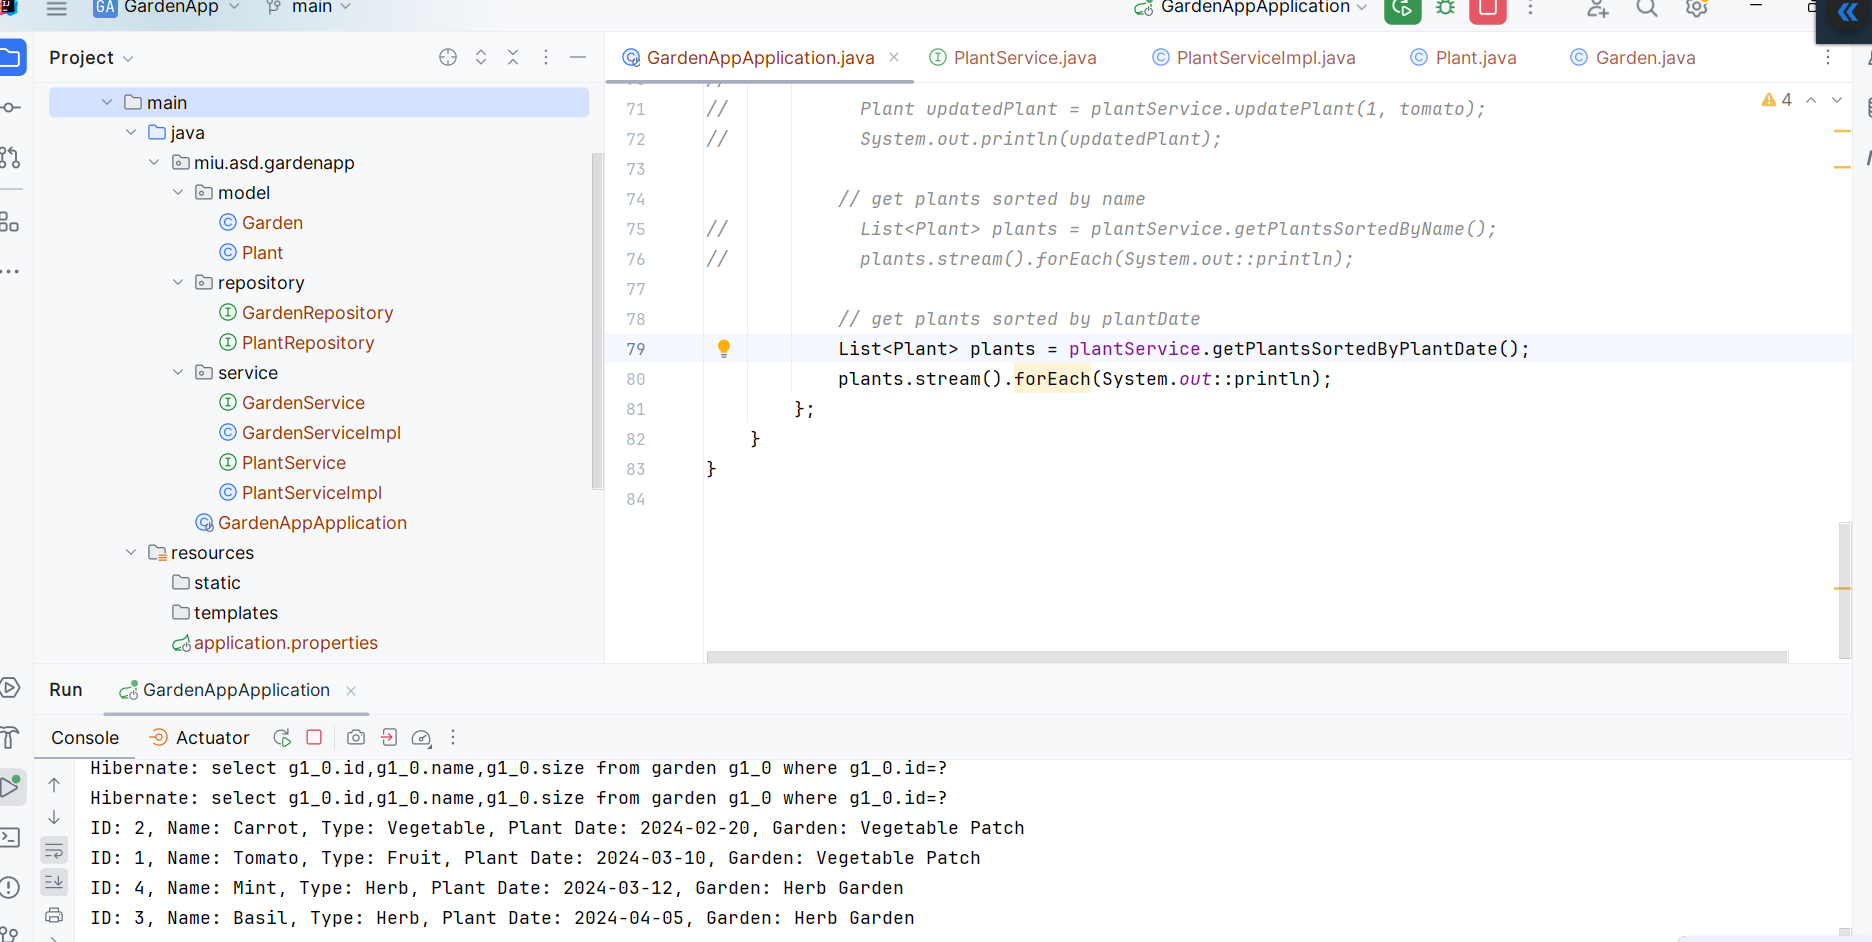 GA GardenApp main GardenAppApplication
Project
GardenAppApplication.java PlantService.java PlantServiceImpl.java Plant.java Garden.java
main
java
miu.asd.gardenapp
model
Garden
Plant
repository
GardenRepository
PlantRepository
service
GardenService
GardenServiceImpl
PlantService
PlantServiceImpl
GardenAppApplication
resources
static
templates
application.properties
4
71 // Plant updatedPlant = plantService.updatePlant(1, tomato);
72 // System.out.println(updatedPlant);
73
74 // get plants sorted by name
75 // List<Plant> plants = plantService.getPlantsSortedByName();
76 // plants.stream().forEach(System.out::println);
77
78 // get plants sorted by plantDate
79 List<Plant> plants = plantService.getPlantsSortedByPlantDate();
80 plants.stream().forEach(System.out::println);
81 };
82 }
83 }
84
Run GardenAppApplication
Console Actuator
Hibernate: select g1_0.id,g1_0.name,g1_0.size from garden g1_0 where g1_0.id=?
Hibernate: select g1_0.id,g1_0.name,g1_0.size from garden g1_0 where g1_0.id=?
ID: 2, Name: Carrot, Type: Vegetable, Plant Date: 2024-02-20, Garden: Vegetable Patch
ID: 1, Name: Tomato, Type: Fruit, Plant Date: 2024-03-10, Garden: Vegetable Patch
ID: 4, Name: Mint, Type: Herb, Plant Date: 2024-03-12, Garden: Herb Garden
ID: 3, Name: Basil, Type: Herb, Plant Date: 2024-04-05, Garden: Herb Garden